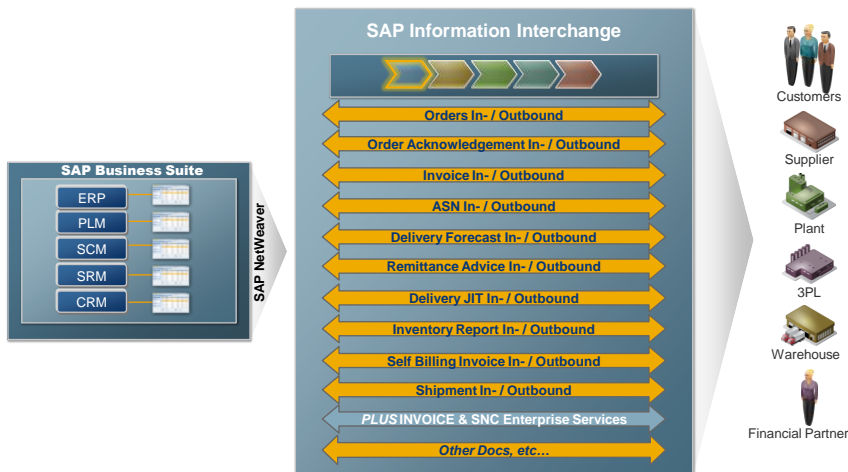 SAP Information Interchange
Orders In- / Outbound
Order Acknowledgement In- / Outbound
Invoice In- / Outbound
ASN In- / Outbound
Delivery Forecast In- / Outbound
Remittance Advice In- / Outbound
Delivery JIT In- / Outbound
Inventory Report In- / Outbound
Self Billing Invoice In- / Outbound
Shipment In- / Outbound
PLUS INVOICE & SNC Enterprise Services
Other Docs, etc…
SAP Business Suite
ERP
PLM
SCM
SRM
CRM
SAP NetWeaver
Customers
Supplier
Plant
3PL
Warehouse
Financial Partner